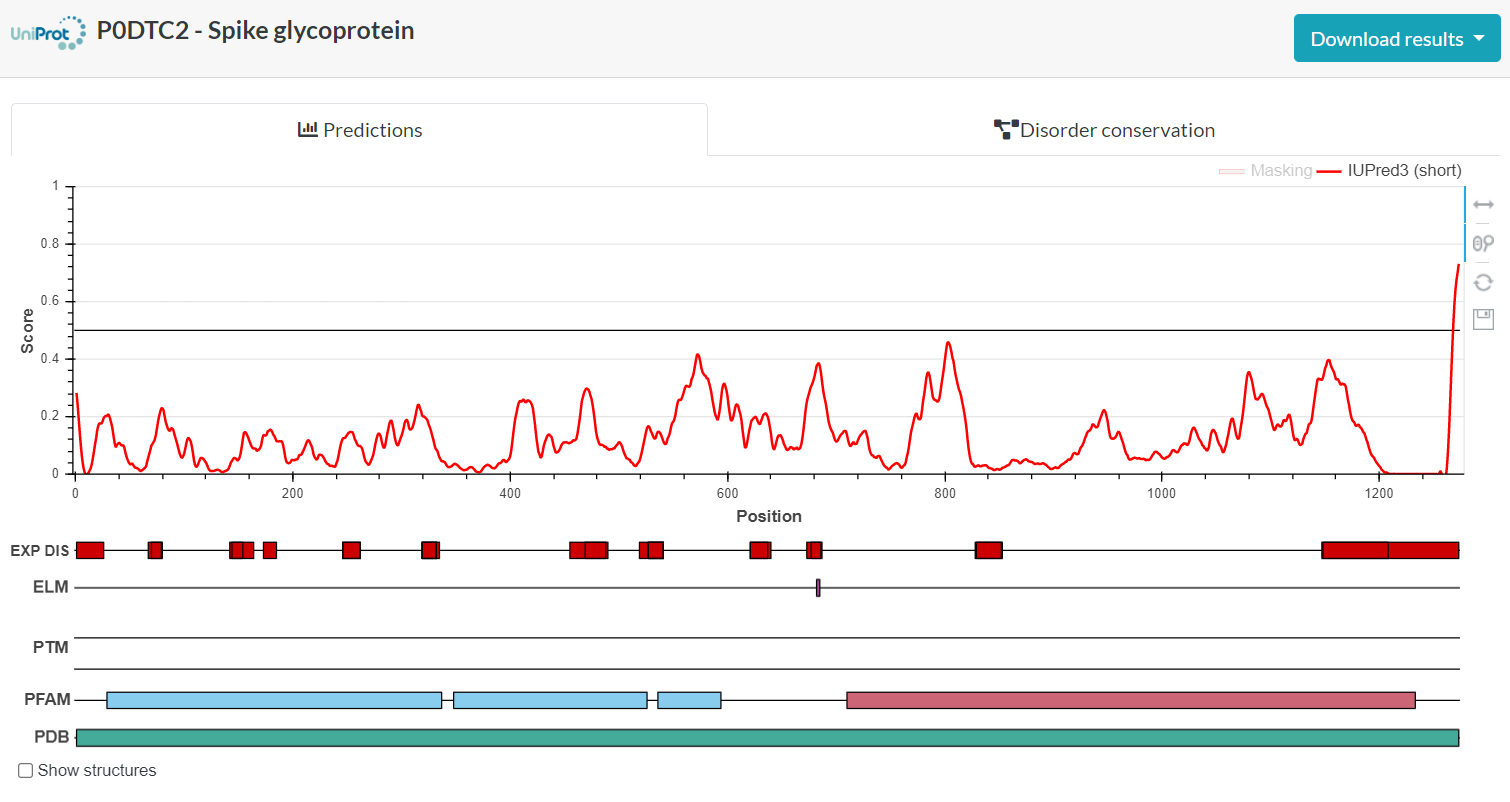 UniProt P0DTC2 - Spike glycoprotein
Download results
Predictions
Disorder conservation
Masking IUPred3 (short)
1
0.8
0.6
0.4
0.2
0
Score
0 200 400 600 800 1000 1200
Position
EXP DIS
ELM
PTM
PFAM
PDB
Show structures